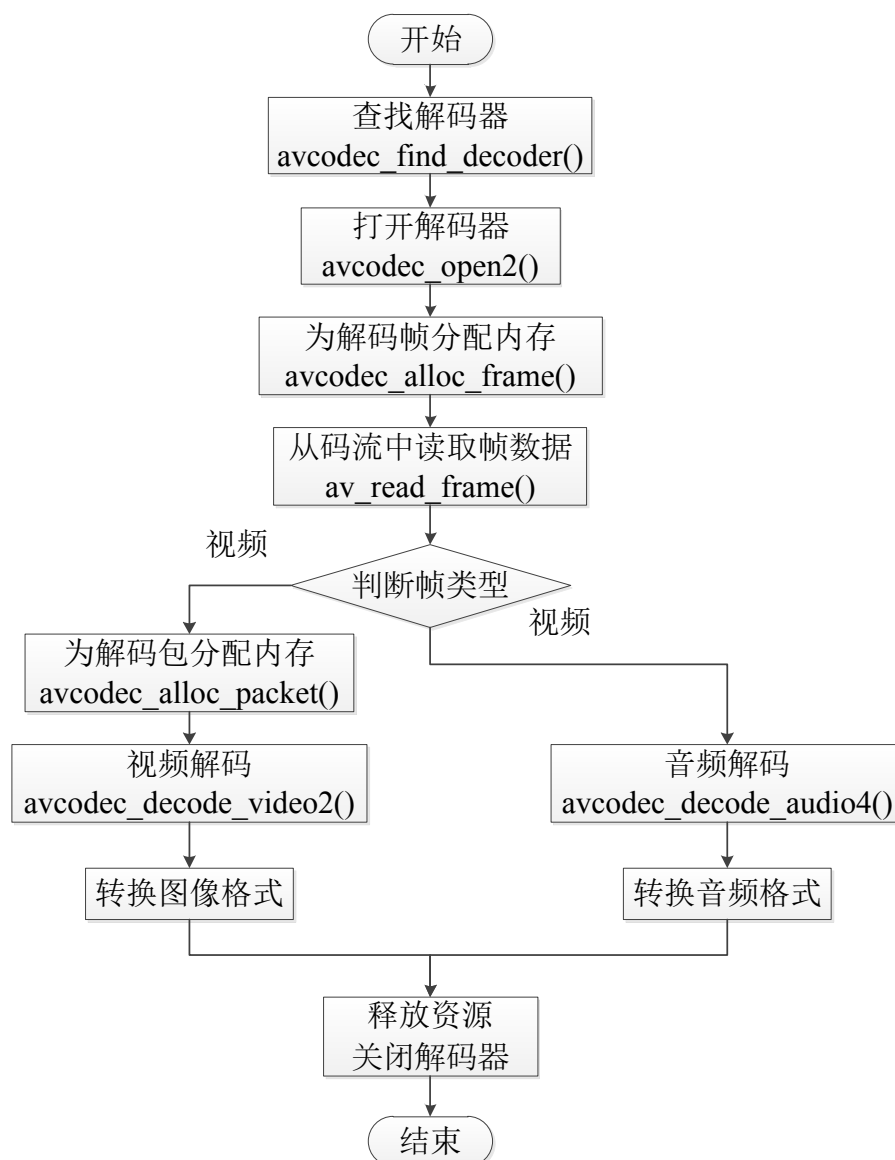 开始
查找解码器
avcodec_find_decoder()
打开解码器
avcodec_open2()
为解码帧分配内存
avcodec_alloc_frame()
从码流中读取帧数据
av_read_frame()
视频
判断帧类型
视频
为解码包分配内存
avcodec_alloc_packet()
视频解码
avcodec_decode_video2()
音频解码
avcodec_decode_audio4()
转换图像格式
转换音频格式
释放资源
关闭解码器
结束